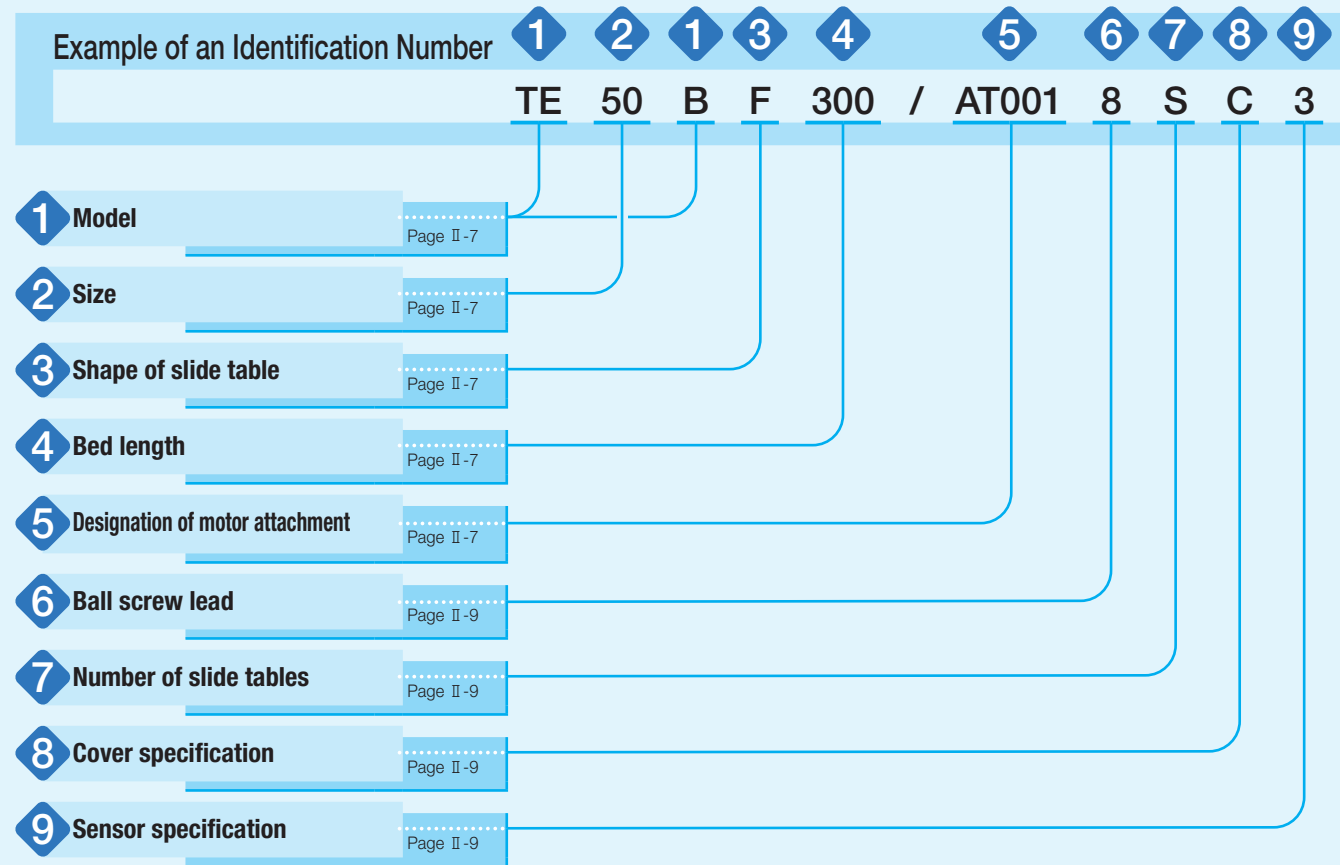 1 2 1 3 4 5 6 7 8 9
Example of an Identification Number
TE 50 B F 300 / AT001 8 S C 3
1 Model
Page Ⅱ-7
2 Size
Page Ⅱ-7
3 Shape of slide table
Page Ⅱ-7
4 Bed length
Page Ⅱ-7
5 Designation of motor attachment
Page Ⅱ-7
6 Ball screw lead
Page Ⅱ-9
7 Number of slide tables
Page Ⅱ-9
8 Cover specification
Page Ⅱ-9
9 Sensor specification
Page Ⅱ-9